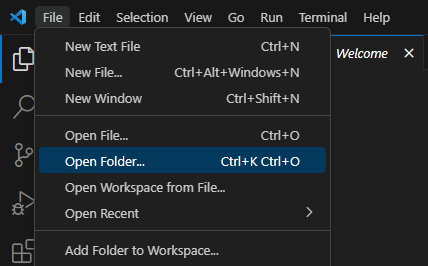 File Edit Selection View Go Run Terminal Help
Welcome
New Text File Ctrl+N
New File... Ctrl+Alt+Windows+N
New Window Ctrl+Shift+N
Open File... Ctrl+O
Open Folder... Ctrl+K Ctrl+O
Open Workspace from File...
Open Recent
Add Folder to Workspace...